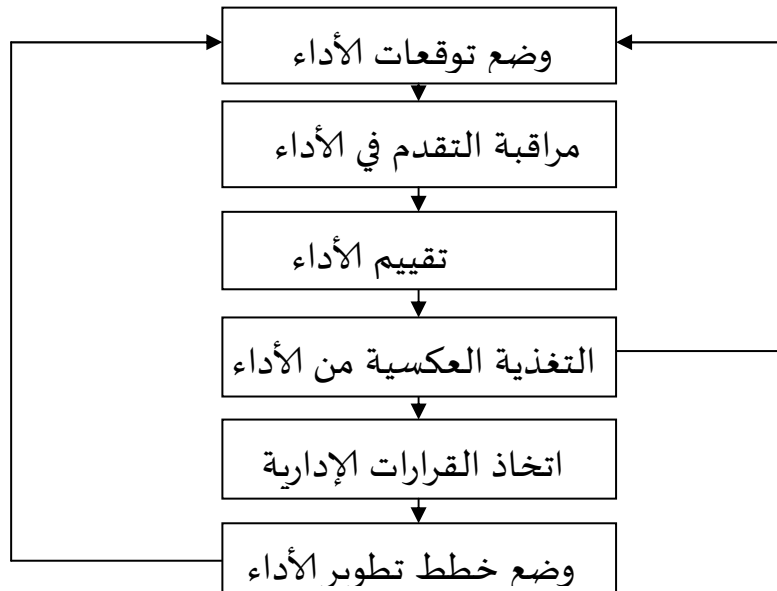 وضع توقعات الأداء
مراقبة التقدم في الأداء
تقييم الأداء
التغذية العكسية من الأداء
اتخاذ القرارات الإدارية
وضع خطط تطوير الأداء